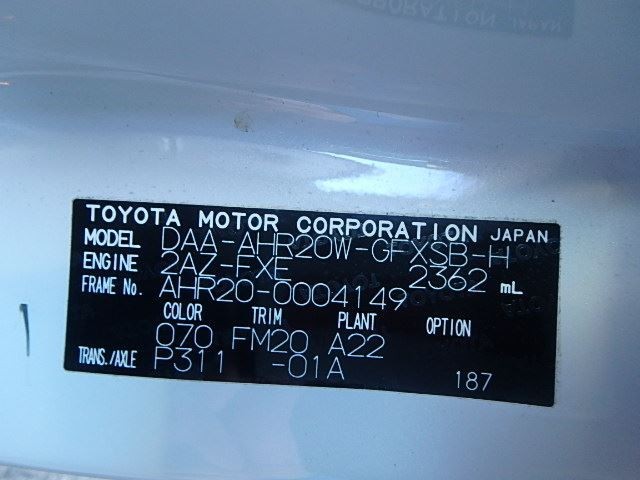 TOYOTA MOTOR CORPORATION JAPAN
MODEL DAA-AHR20W-GFXSB-H
ENGINE 2AZ-FXE 2362 mL
FRAME No. AHR20-0004149
COLOR TRIM PLANT OPTION
070 FM20 A22
TRANS./AXLE P311 -01A
187